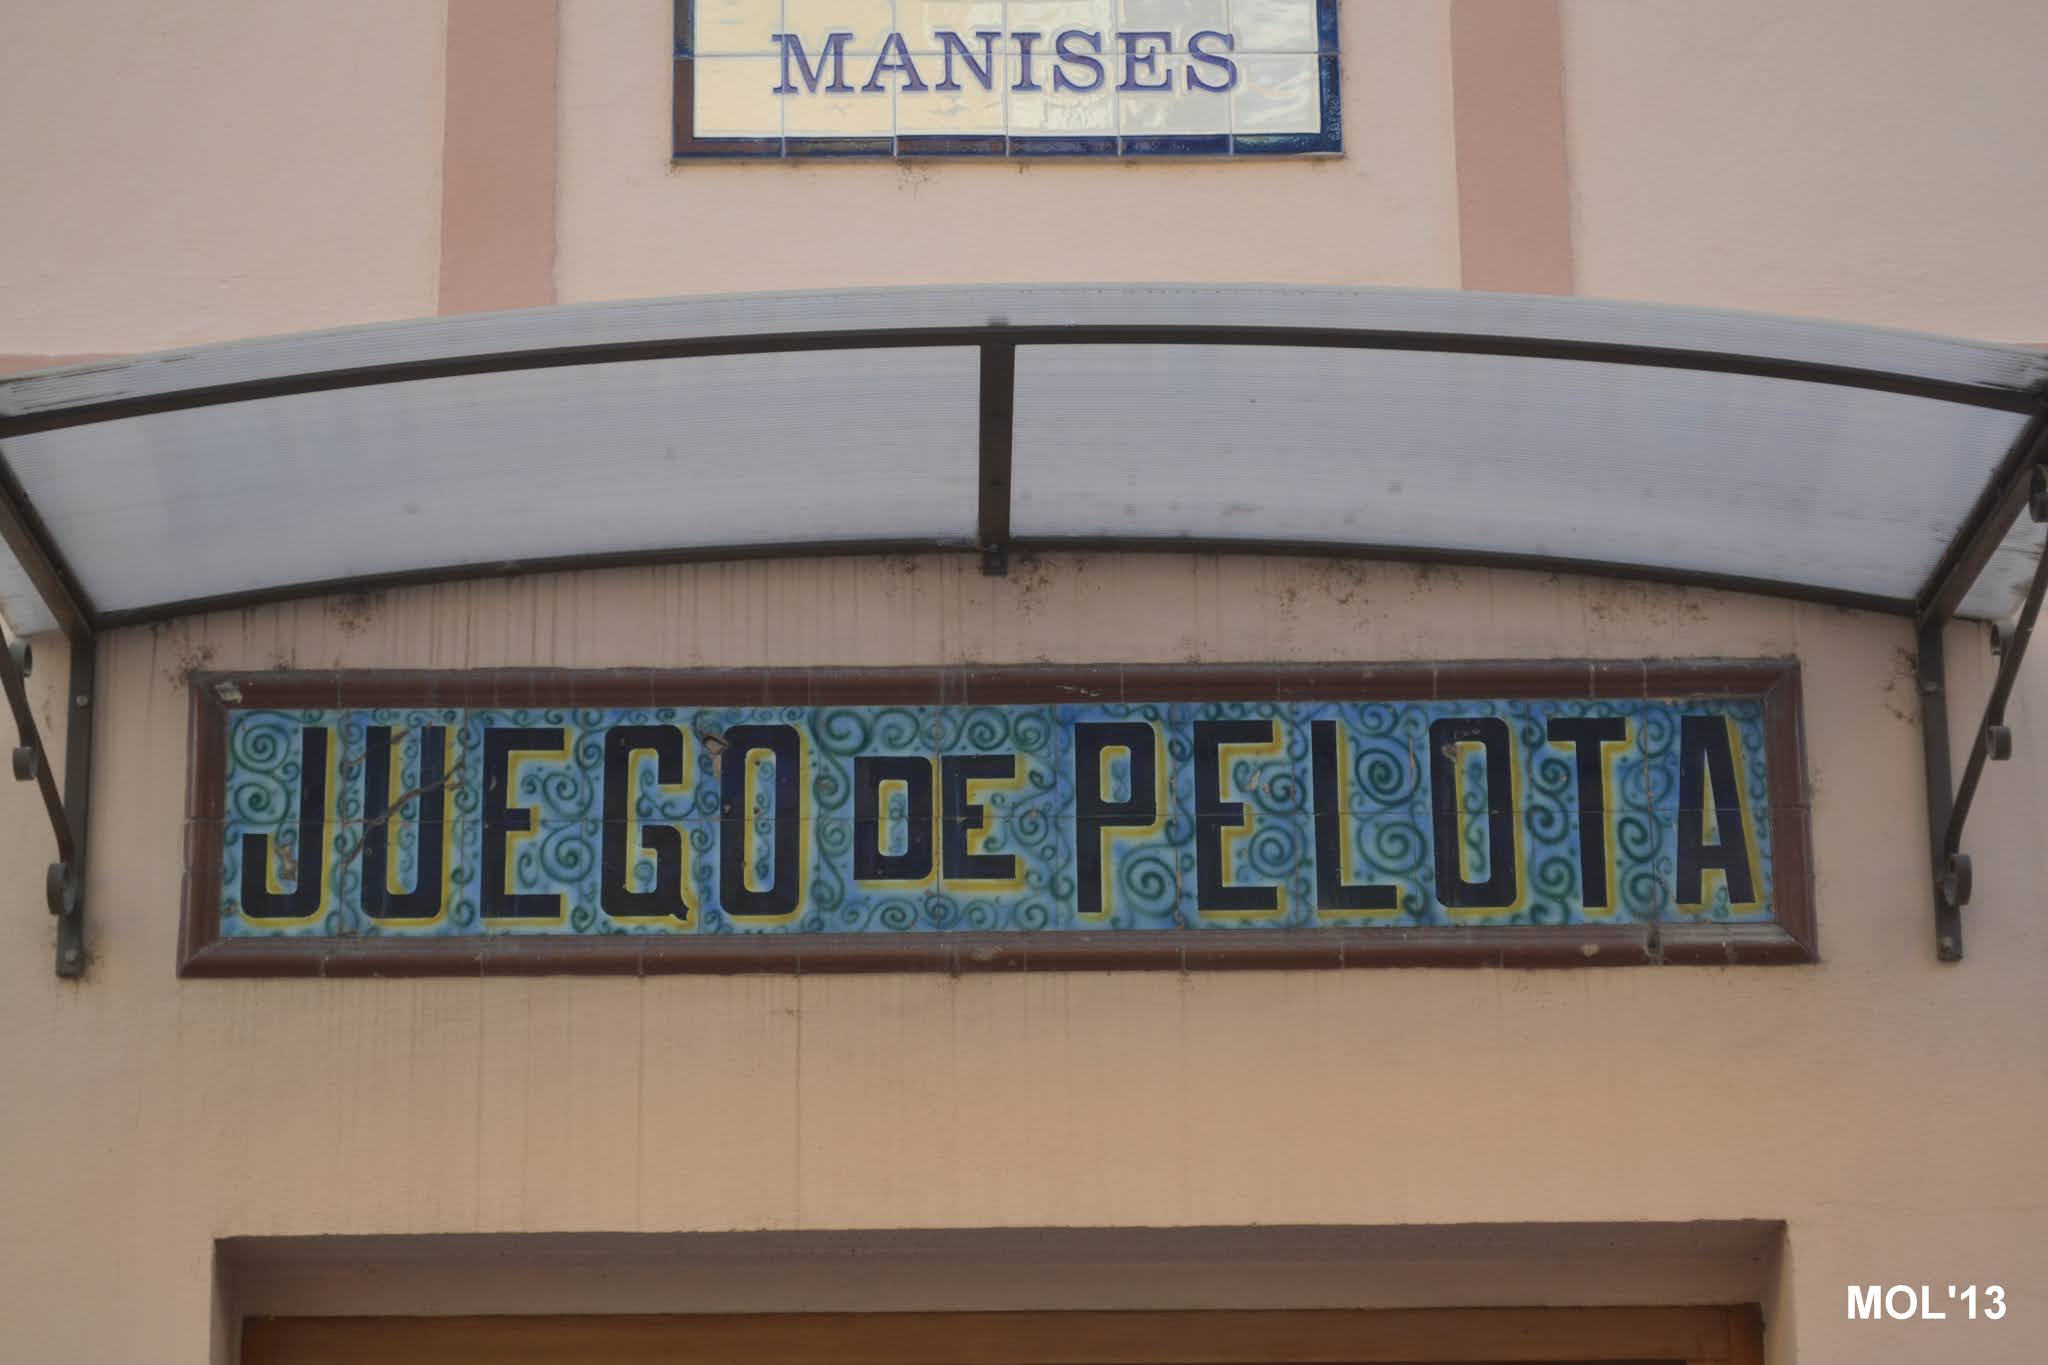 MANISES
JUEGO DE PELOTA
MOL'13